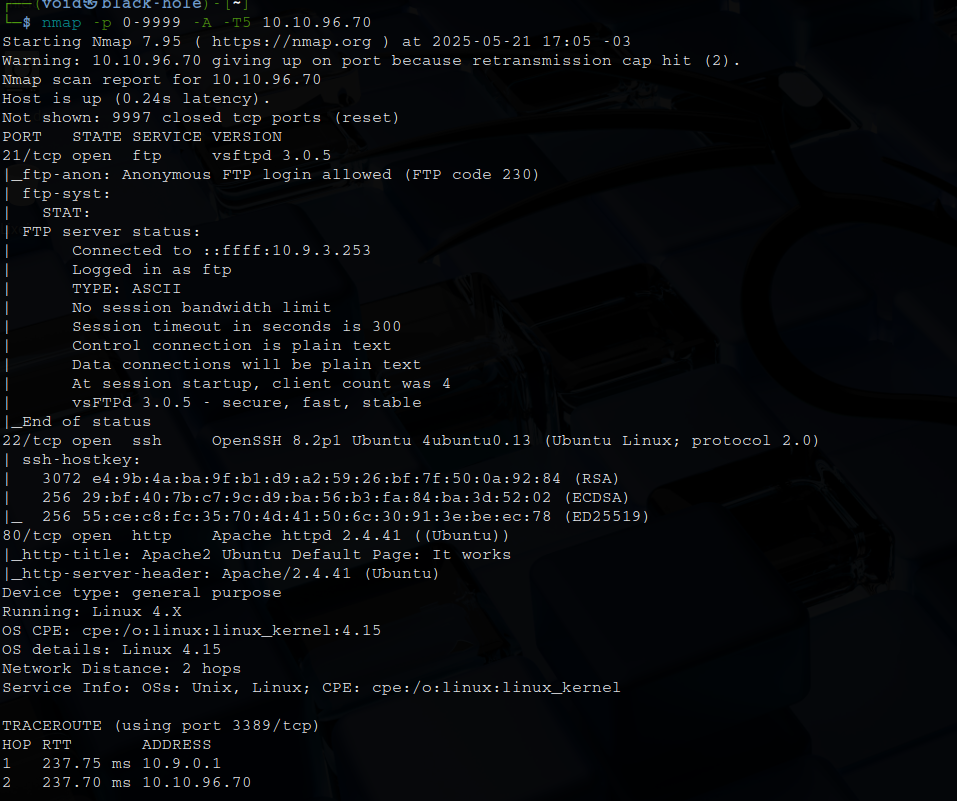 ┌──(void㉿black-hole)-[~]
└─$ nmap -p 0-9999 -A -T5 10.10.96.70
Starting Nmap 7.95 ( https://nmap.org ) at 2025-05-21 17:05 -03
Warning: 10.10.96.70 giving up on port because retransmission cap hit (2).
Nmap scan report for 10.10.96.70
Host is up (0.24s latency).
Not shown: 9997 closed tcp ports (reset)
PORT   STATE SERVICE VERSION
21/tcp open  ftp     vsftpd 3.0.5
|_ftp-anon: Anonymous FTP login allowed (FTP code 230)
| ftp-syst:
|   STAT:
| FTP server status:
|      Connected to ::ffff:10.9.3.253
|      Logged in as ftp
|      TYPE: ASCII
|      No session bandwidth limit
|      Session timeout in seconds is 300
|      Control connection is plain text
|      Data connections will be plain text
|      At session startup, client count was 4
|      vsFTPd 3.0.5 - secure, fast, stable
|_End of status
22/tcp open  ssh     OpenSSH 8.2p1 Ubuntu 4ubuntu0.13 (Ubuntu Linux; protocol 2.0)
| ssh-hostkey:
|   3072 e4:9b:4a:ba:9f:b1:d9:a2:59:26:bf:7f:50:0a:92:84 (RSA)
|   256 29:bf:40:7b:c7:9c:d9:ba:56:b3:fa:84:ba:3d:52:02 (ECDSA)
|_  256 55:ce:c8:fc:35:70:4d:41:50:6c:30:91:3e:be:ec:78 (ED25519)
80/tcp open  http    Apache httpd 2.4.41 ((Ubuntu))
|_http-title: Apache2 Ubuntu Default Page: It works
|_http-server-header: Apache/2.4.41 (Ubuntu)
Device type: general purpose
Running: Linux 4.X
OS CPE: cpe:/o:linux:linux_kernel:4.15
OS details: Linux 4.15
Network Distance: 2 hops
Service Info: OSs: Unix, Linux; CPE: cpe:/o:linux:linux_kernel

TRACEROUTE (using port 3389/tcp)
HOP RTT       ADDRESS
1   237.75 ms 10.9.0.1
2   237.70 ms 10.10.96.70